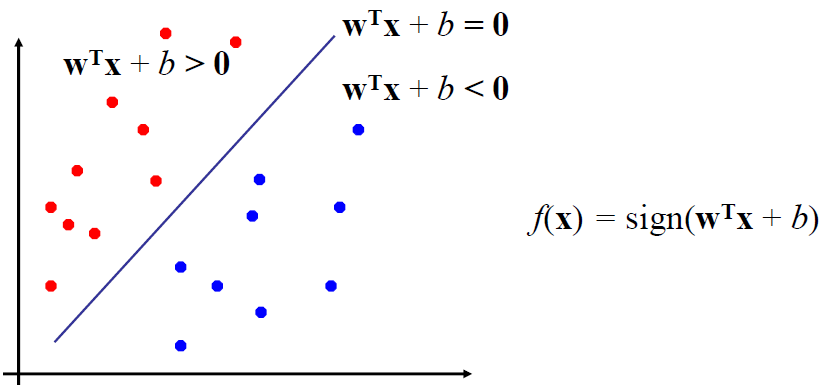 wᵀx + b = 0
wᵀx + b > 0
wᵀx + b < 0
f(x) = sign(wᵀx + b)